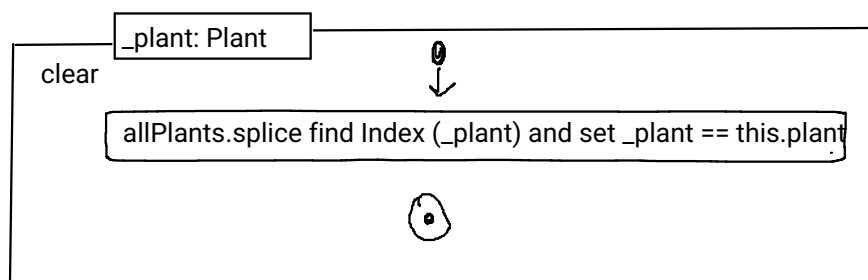 _plant: Plant
clear
allPlants.splice find Index (_plant) and set _plant == this.plant